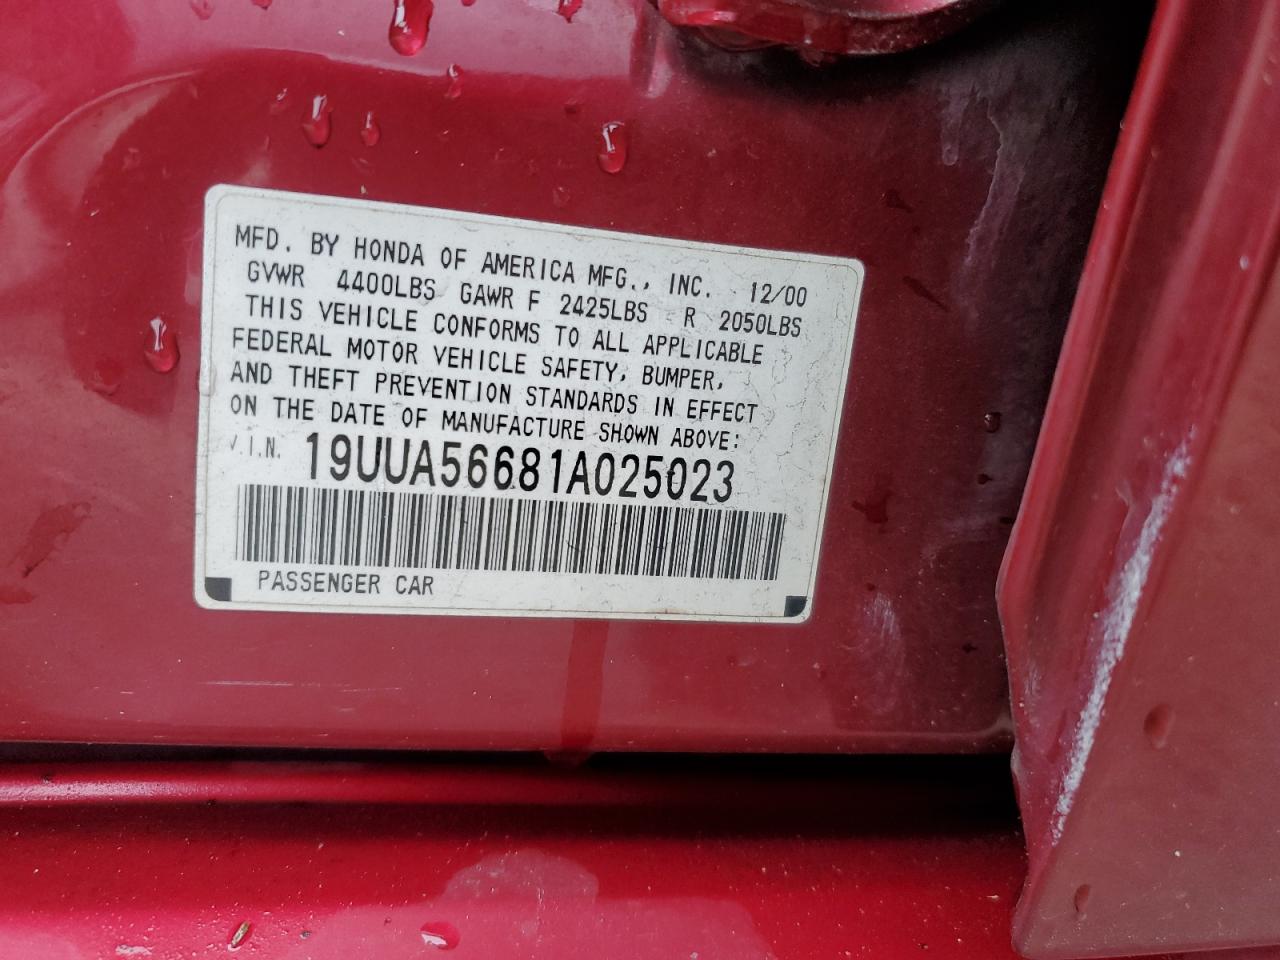 MFD. BY HONDA OF AMERICA MFG., INC. 12/00
GVWR 4400LBS GAWR F 2425LBS R 2050LBS
THIS VEHICLE CONFORMS TO ALL APPLICABLE
FEDERAL MOTOR VEHICLE SAFETY, BUMPER,
AND THEFT PREVENTION STANDARDS IN EFFECT
ON THE DATE OF MANUFACTURE SHOWN ABOVE:
V.I.N. 19UUA56681A025023
PASSENGER CAR